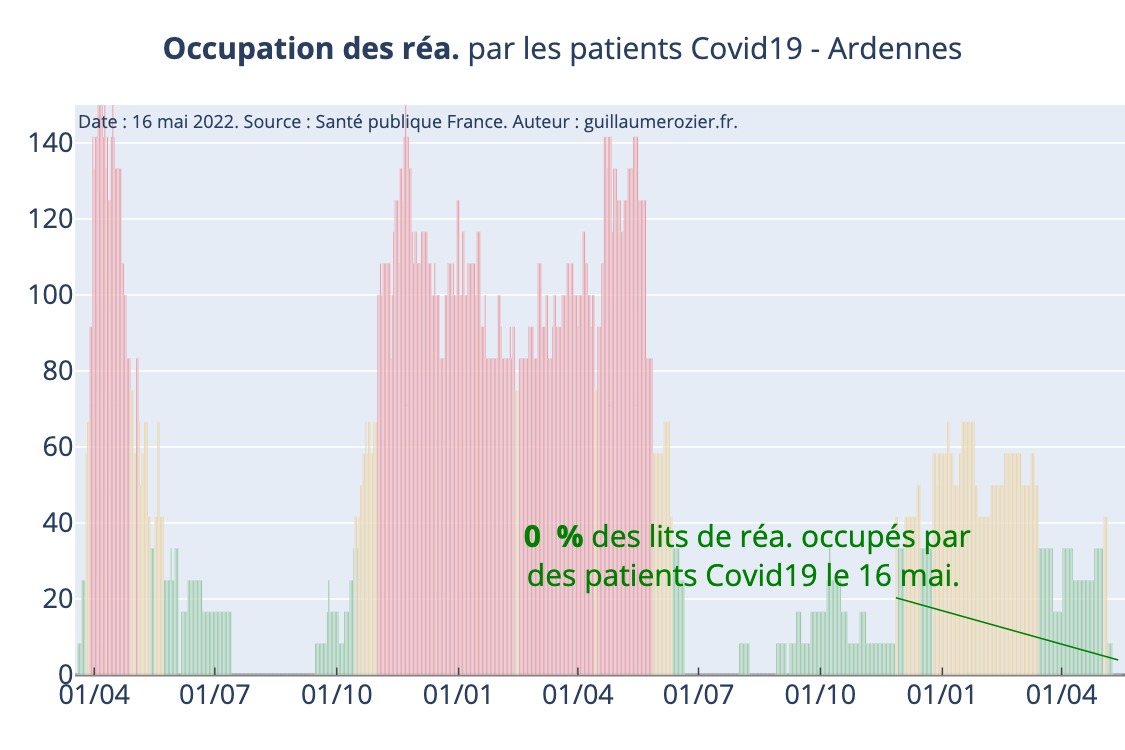 Occupation des réa. par les patients Covid19 - Ardennes
Date : 16 mai 2022. Source : Santé publique France. Auteur : guillaumerozier.fr.
140
120
100
80
60
40
20
0
0 % des lits de réa. occupés par
des patients Covid19 le 16 mai.
01/04 01/07 01/10 01/01 01/04 01/07 01/10 01/01 01/04